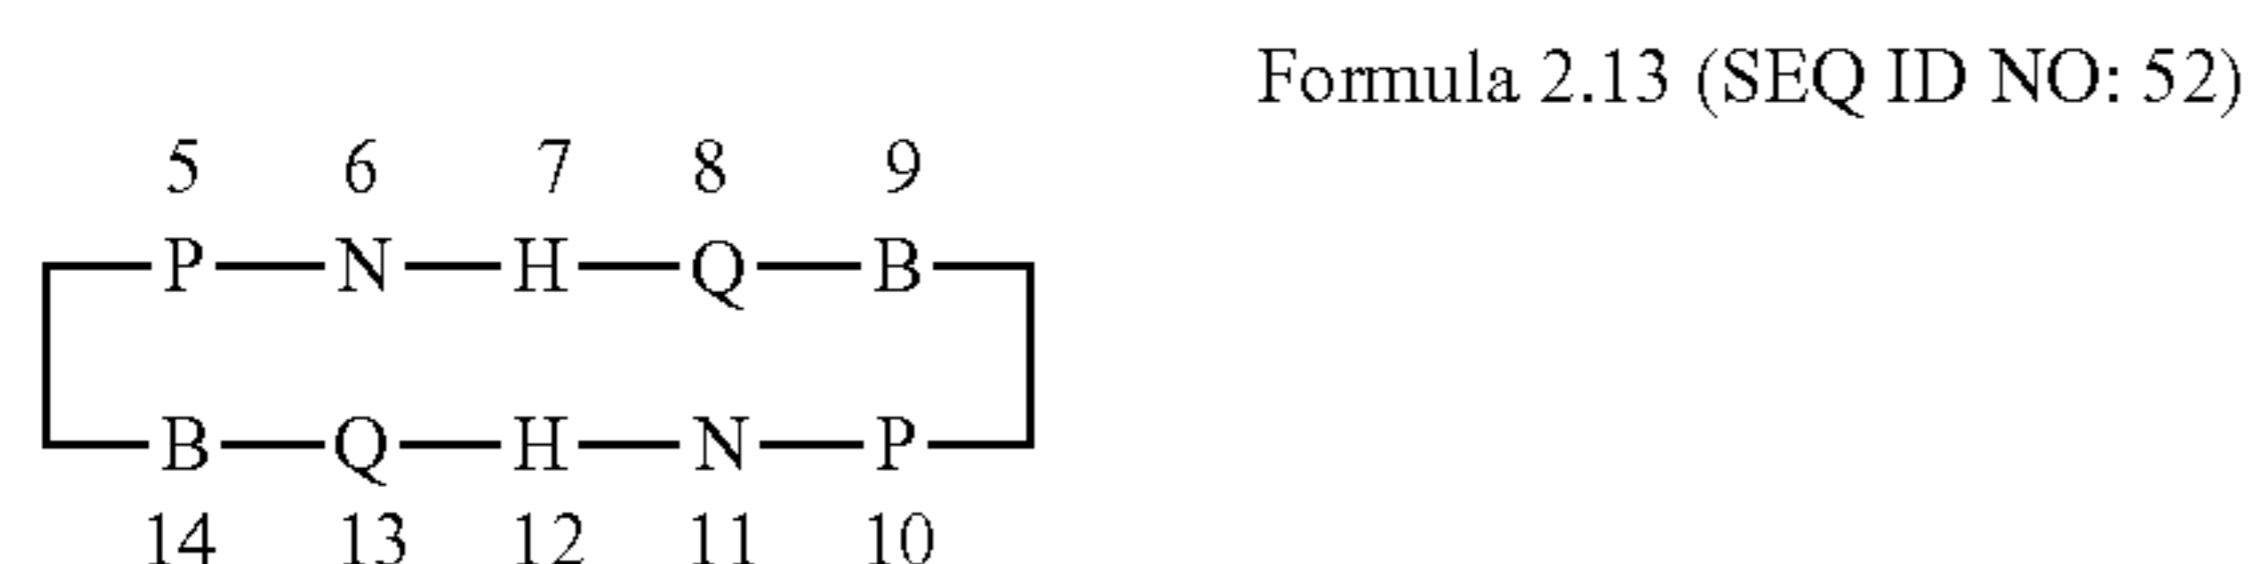 Formula 2.13 (SEQ ID NO: 52)
5 6 7 8 9
P N H Q B
B Q H N P
14 13 12 11 10